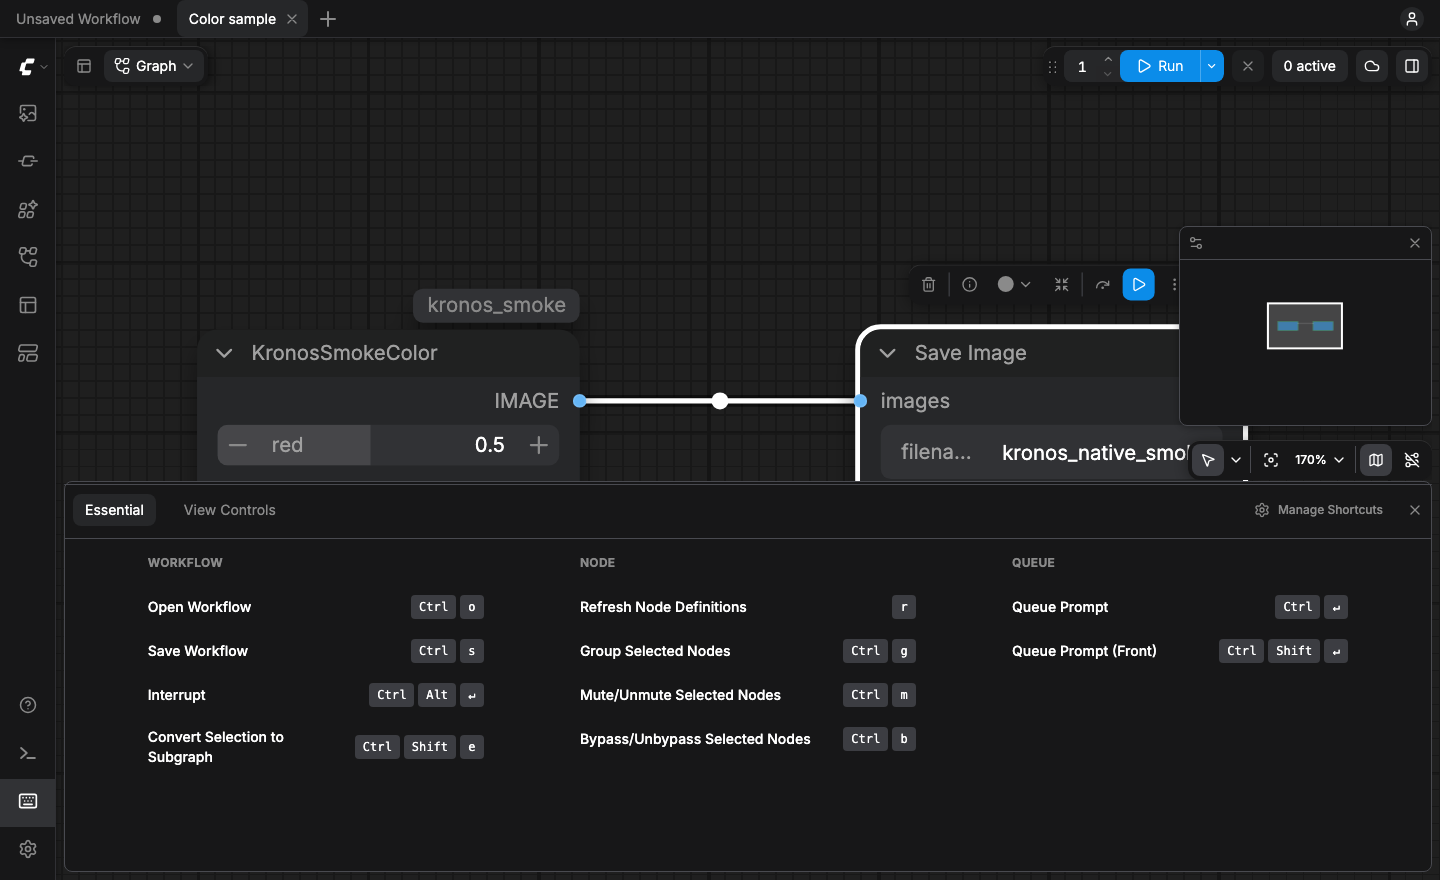 Unsaved Workflow
Color sample
Graph
1
Run
0 active
kronos_smoke
KronosSmokeColor
IMAGE
red
0.5
Save Image
images
filena...
kronos_native_smo
170%
Essential
View Controls
Manage Shortcuts
WORKFLOW
Open Workflow
Ctrl o
Save Workflow
Ctrl s
Interrupt
Ctrl Alt ↵
Convert Selection to
Subgraph
Ctrl Shift e
NODE
Refresh Node Definitions
r
Group Selected Nodes
Ctrl g
Mute/Unmute Selected Nodes
Ctrl m
Bypass/Unbypass Selected Nodes
Ctrl b
QUEUE
Queue Prompt
Ctrl ↵
Queue Prompt (Front)
Ctrl Shift ↵